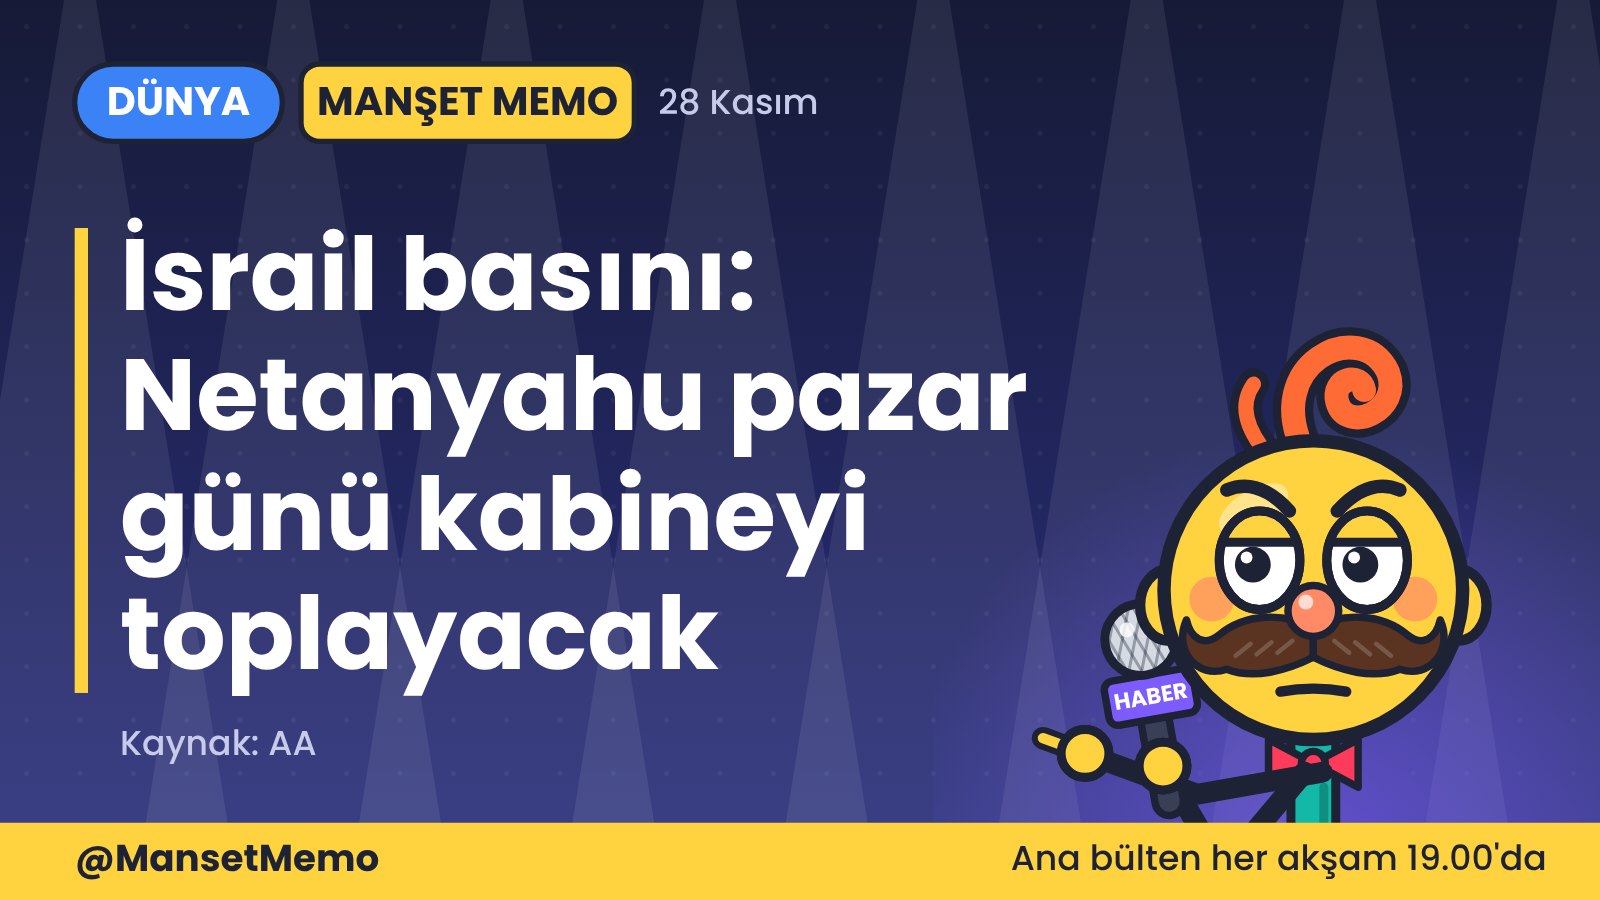 DÜNYA MANŞET MEMO 28 Kasım
İsrail basını:
Netanyahu pazar
günü kabineyi
toplayacak
Kaynak: AA
HABER
@MansetMemo
Ana bülten her akşam 19.00'da